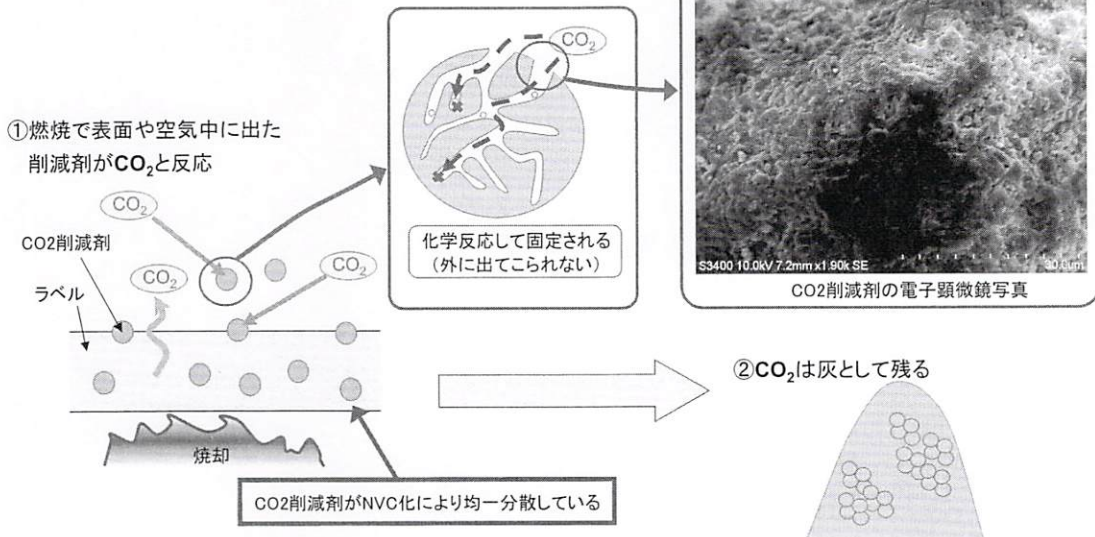 CO₂
①燃焼で表面や空気中に出た
削減剤がCO₂と反応
CO₂
CO2削減剤
CO₂
CO₂
ラベル
焼却
化学反応して固定される
(外に出てこられない)
S3400 10.0kV 7.2mm x1.90k SE
30.0um
CO2削減剤の電子顕微鏡写真
②CO₂は灰として残る
CO2削減剤がNVC化により均一分散している